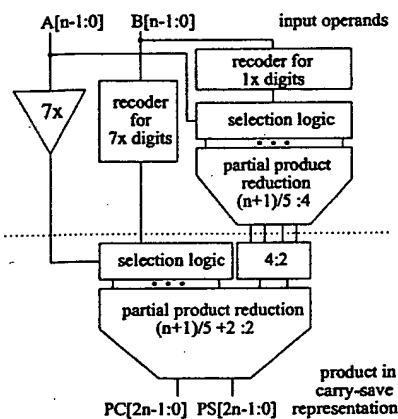 A[n-1:0] B[n-1:0] input operands
recoder for
1x digits
7x
recoder
for
7x digits
selection logic
• • •
partial product
reduction
(n+1)/5 :4
selection logic
4:2
• • •
partial product reduction
(n+1)/5 +2 :2
product in
carry-save
representation
PC[2n-1:0] PS[2n-1:0]